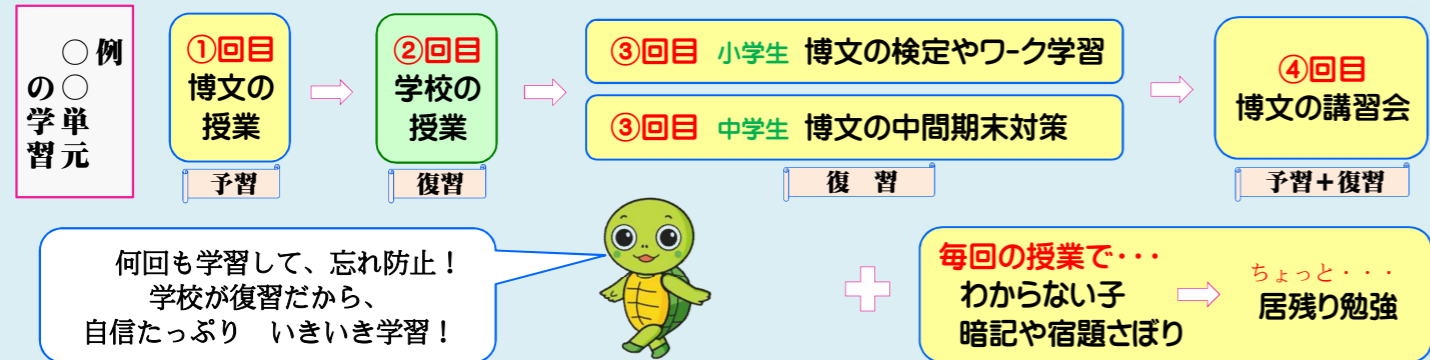 例
○○単元
の学習
①回目
博文の
授業
予習
②回目
学校の
授業
復習
③回目 小学生 博文の検定やワーク学習
③回目 中学生 博文の中間期末対策
復 習
④回目
博文の講習会
予習+復習
何回も学習して、忘れ防止!
学校が復習だから、
自信たっぷり いきいき学習!
毎回の授業で・・・
わからない子
暗記や宿題さぼり
ちょっと・・・
居残り勉強